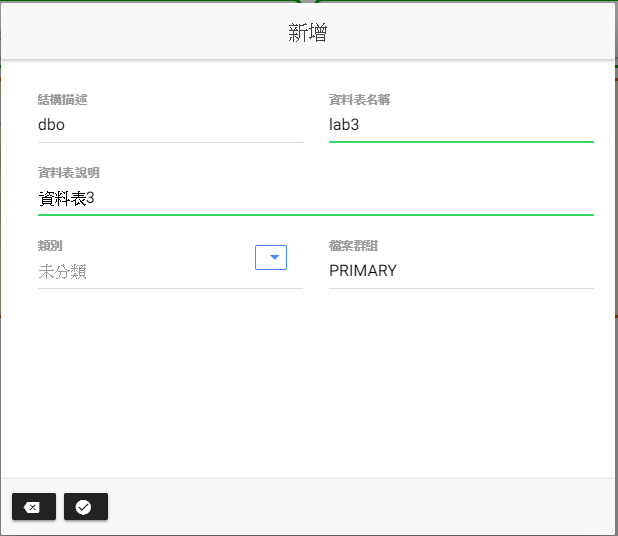 新增
結構描述
資料表名稱
dbo
lab3
資料表說明
資料表3
類別
檔案群組
未分類
PRIMARY